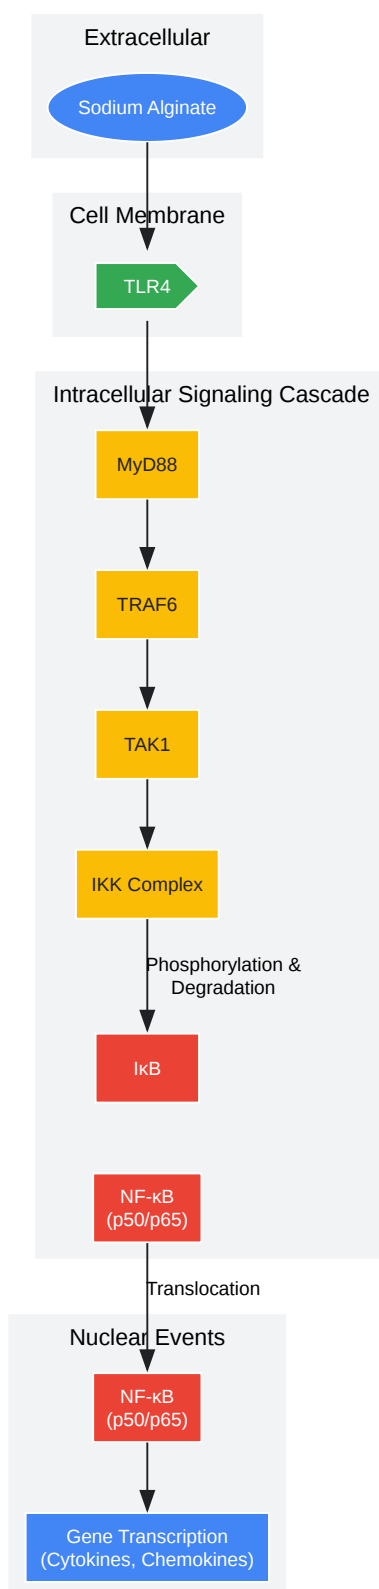 Extracellular
Sodium Alginate
Cell Membrane
TLR4
Intracellular Signaling Cascade
MyD88
TRAF6
TAK1
IKK Complex
Phosphorylation &
Degradation
IκB
NF-κB
(p50/p65)
Translocation
Nuclear Events
NF-κB
(p50/p65)
Gene Transcription
(Cytokines, Chemokines)